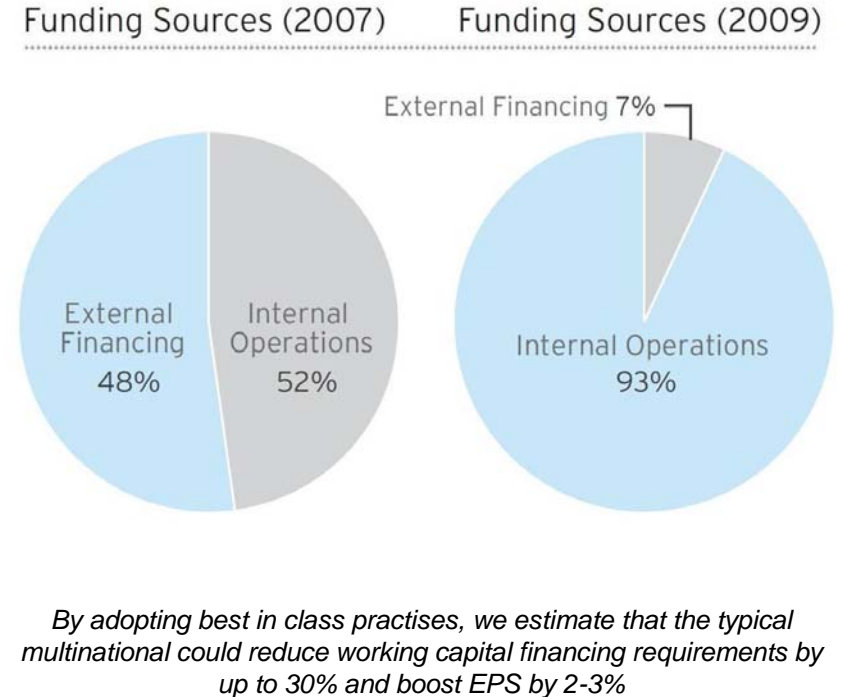 Funding Sources (2007)
Funding Sources (2009)
External Financing 7%
External
Financing
48%
Internal
Operations
52%
Internal Operations
93%
By adopting best in class practises, we estimate that the typical
multinational could reduce working capital financing requirements by
up to 30% and boost EPS by 2-3%